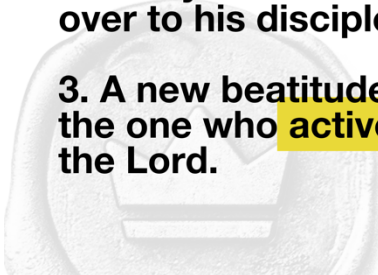 over to his disciple
3. A new beatitude
the one who active
the Lord.